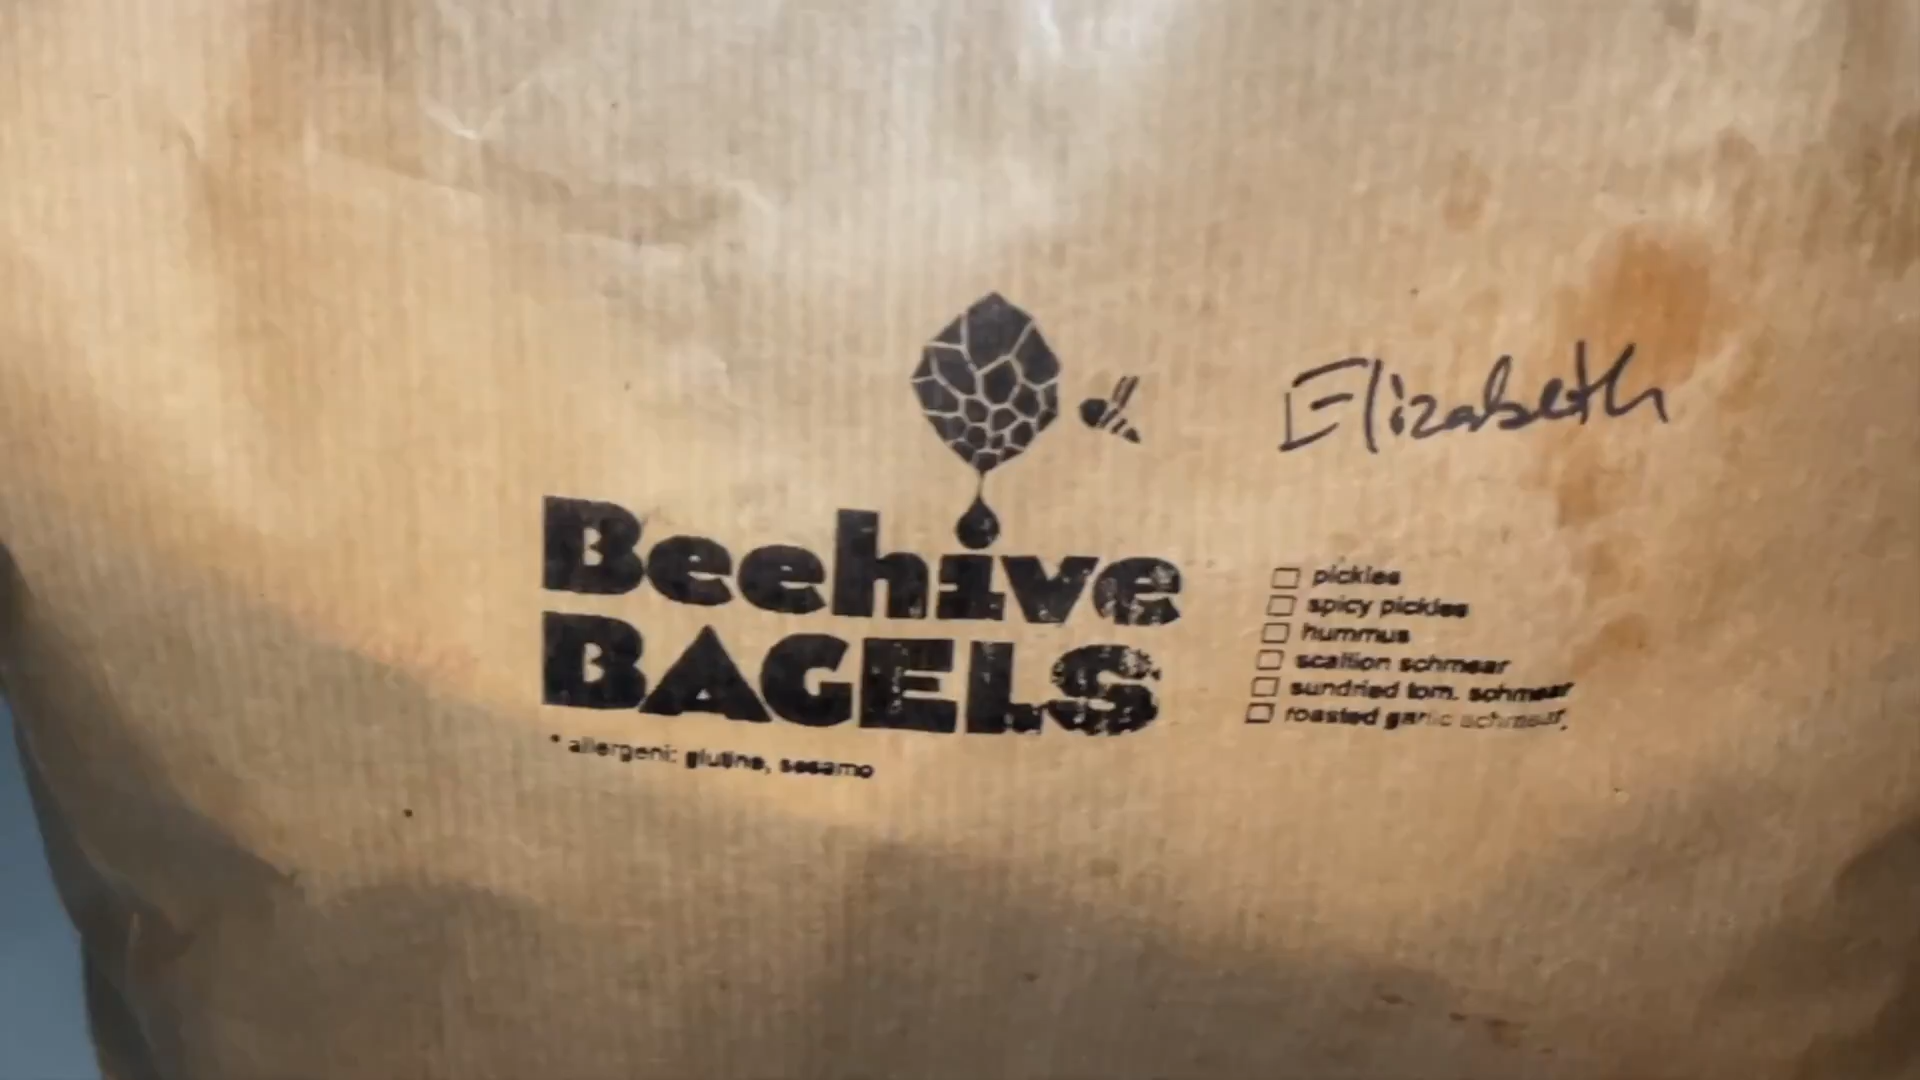 Elizabeth
Beehive
BAGELS
* allergeni: glutine, sesamo
pickles
spicy pickles
hummus
scallion schmear
sundried tom. schmear
roasted garlic schmear